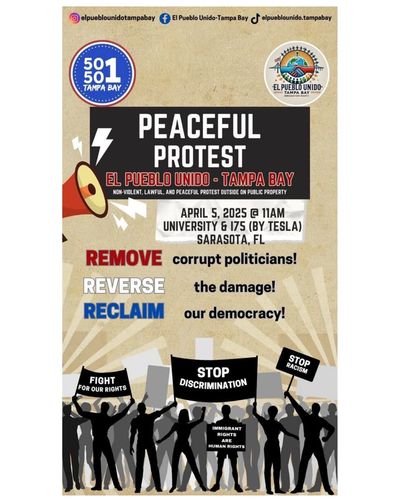 elpueblounidotampabay
El Pueblo Unido-Tampa Bay
elpueblounido.tampabay
50
50
1
TAMPA BAY
EL PUEBLO UNIDO-
TAMPA BAY
PEACEFUL
PROTEST
EL PUEBLO UNIDO - TAMPA BAY
NON-VIOLENT, LAWFUL, AND PEACEFUL PROTEST OUTSIDE ON PUBLIC PROPERTY
APRIL 5, 2025 @ 11AM
UNIVERSITY & I75 (BY TESLA)
SARASOTA, FL
REMOVE corrupt politicians!
REVERSE the damage!
RECLAIM our democracy!
FIGHT
FOR OUR RIGHTS
STOP
DISCRIMINATION
STOP
RACISM
IMMIGRANT
RIGHTS
ARE
HUMAN RIGHTS